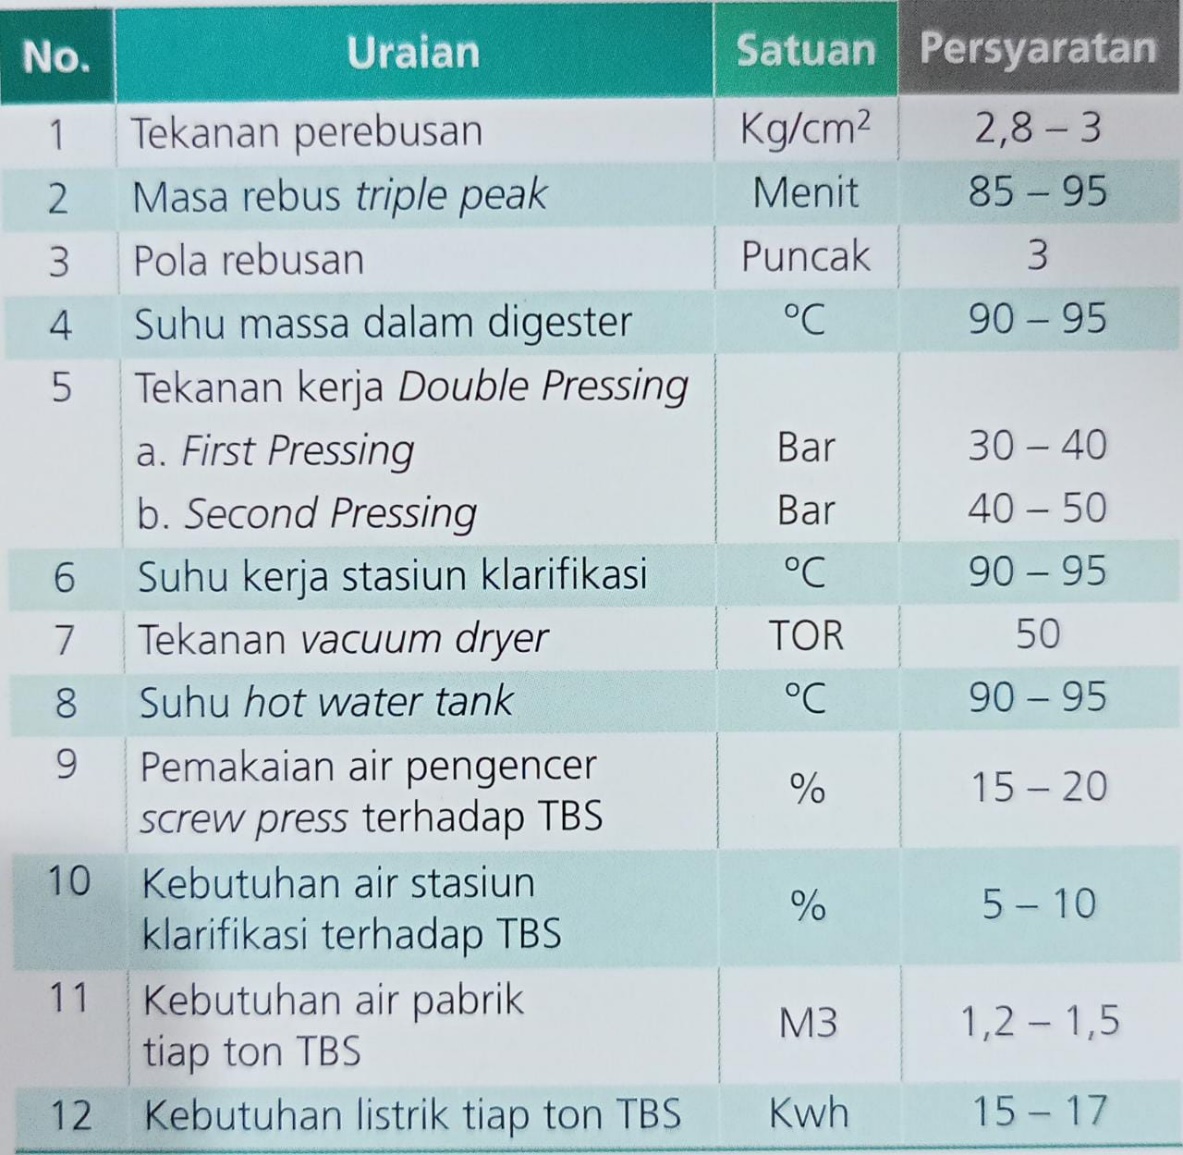 No. Uraian Satuan Persyaratan
1 Tekanan perebusan Kg/cm² 2,8 – 3
2 Masa rebus triple peak Menit 85 – 95
3 Pola rebusan Puncak 3
4 Suhu massa dalam digester °C 90 – 95
5 Tekanan kerja Double Pressing
a. First Pressing Bar 30 – 40
b. Second Pressing Bar 40 – 50
6 Suhu kerja stasiun klarifikasi °C 90 – 95
7 Tekanan vacuum dryer TOR 50
8 Suhu hot water tank °C 90 – 95
9 Pemakaian air pengencer
screw press terhadap TBS % 15 – 20
10 Kebutuhan air stasiun
klarifikasi terhadap TBS % 5 – 10
11 Kebutuhan air pabrik
tiap ton TBS M3 1,2 – 1,5
12 Kebutuhan listrik tiap ton TBS Kwh 15 – 17